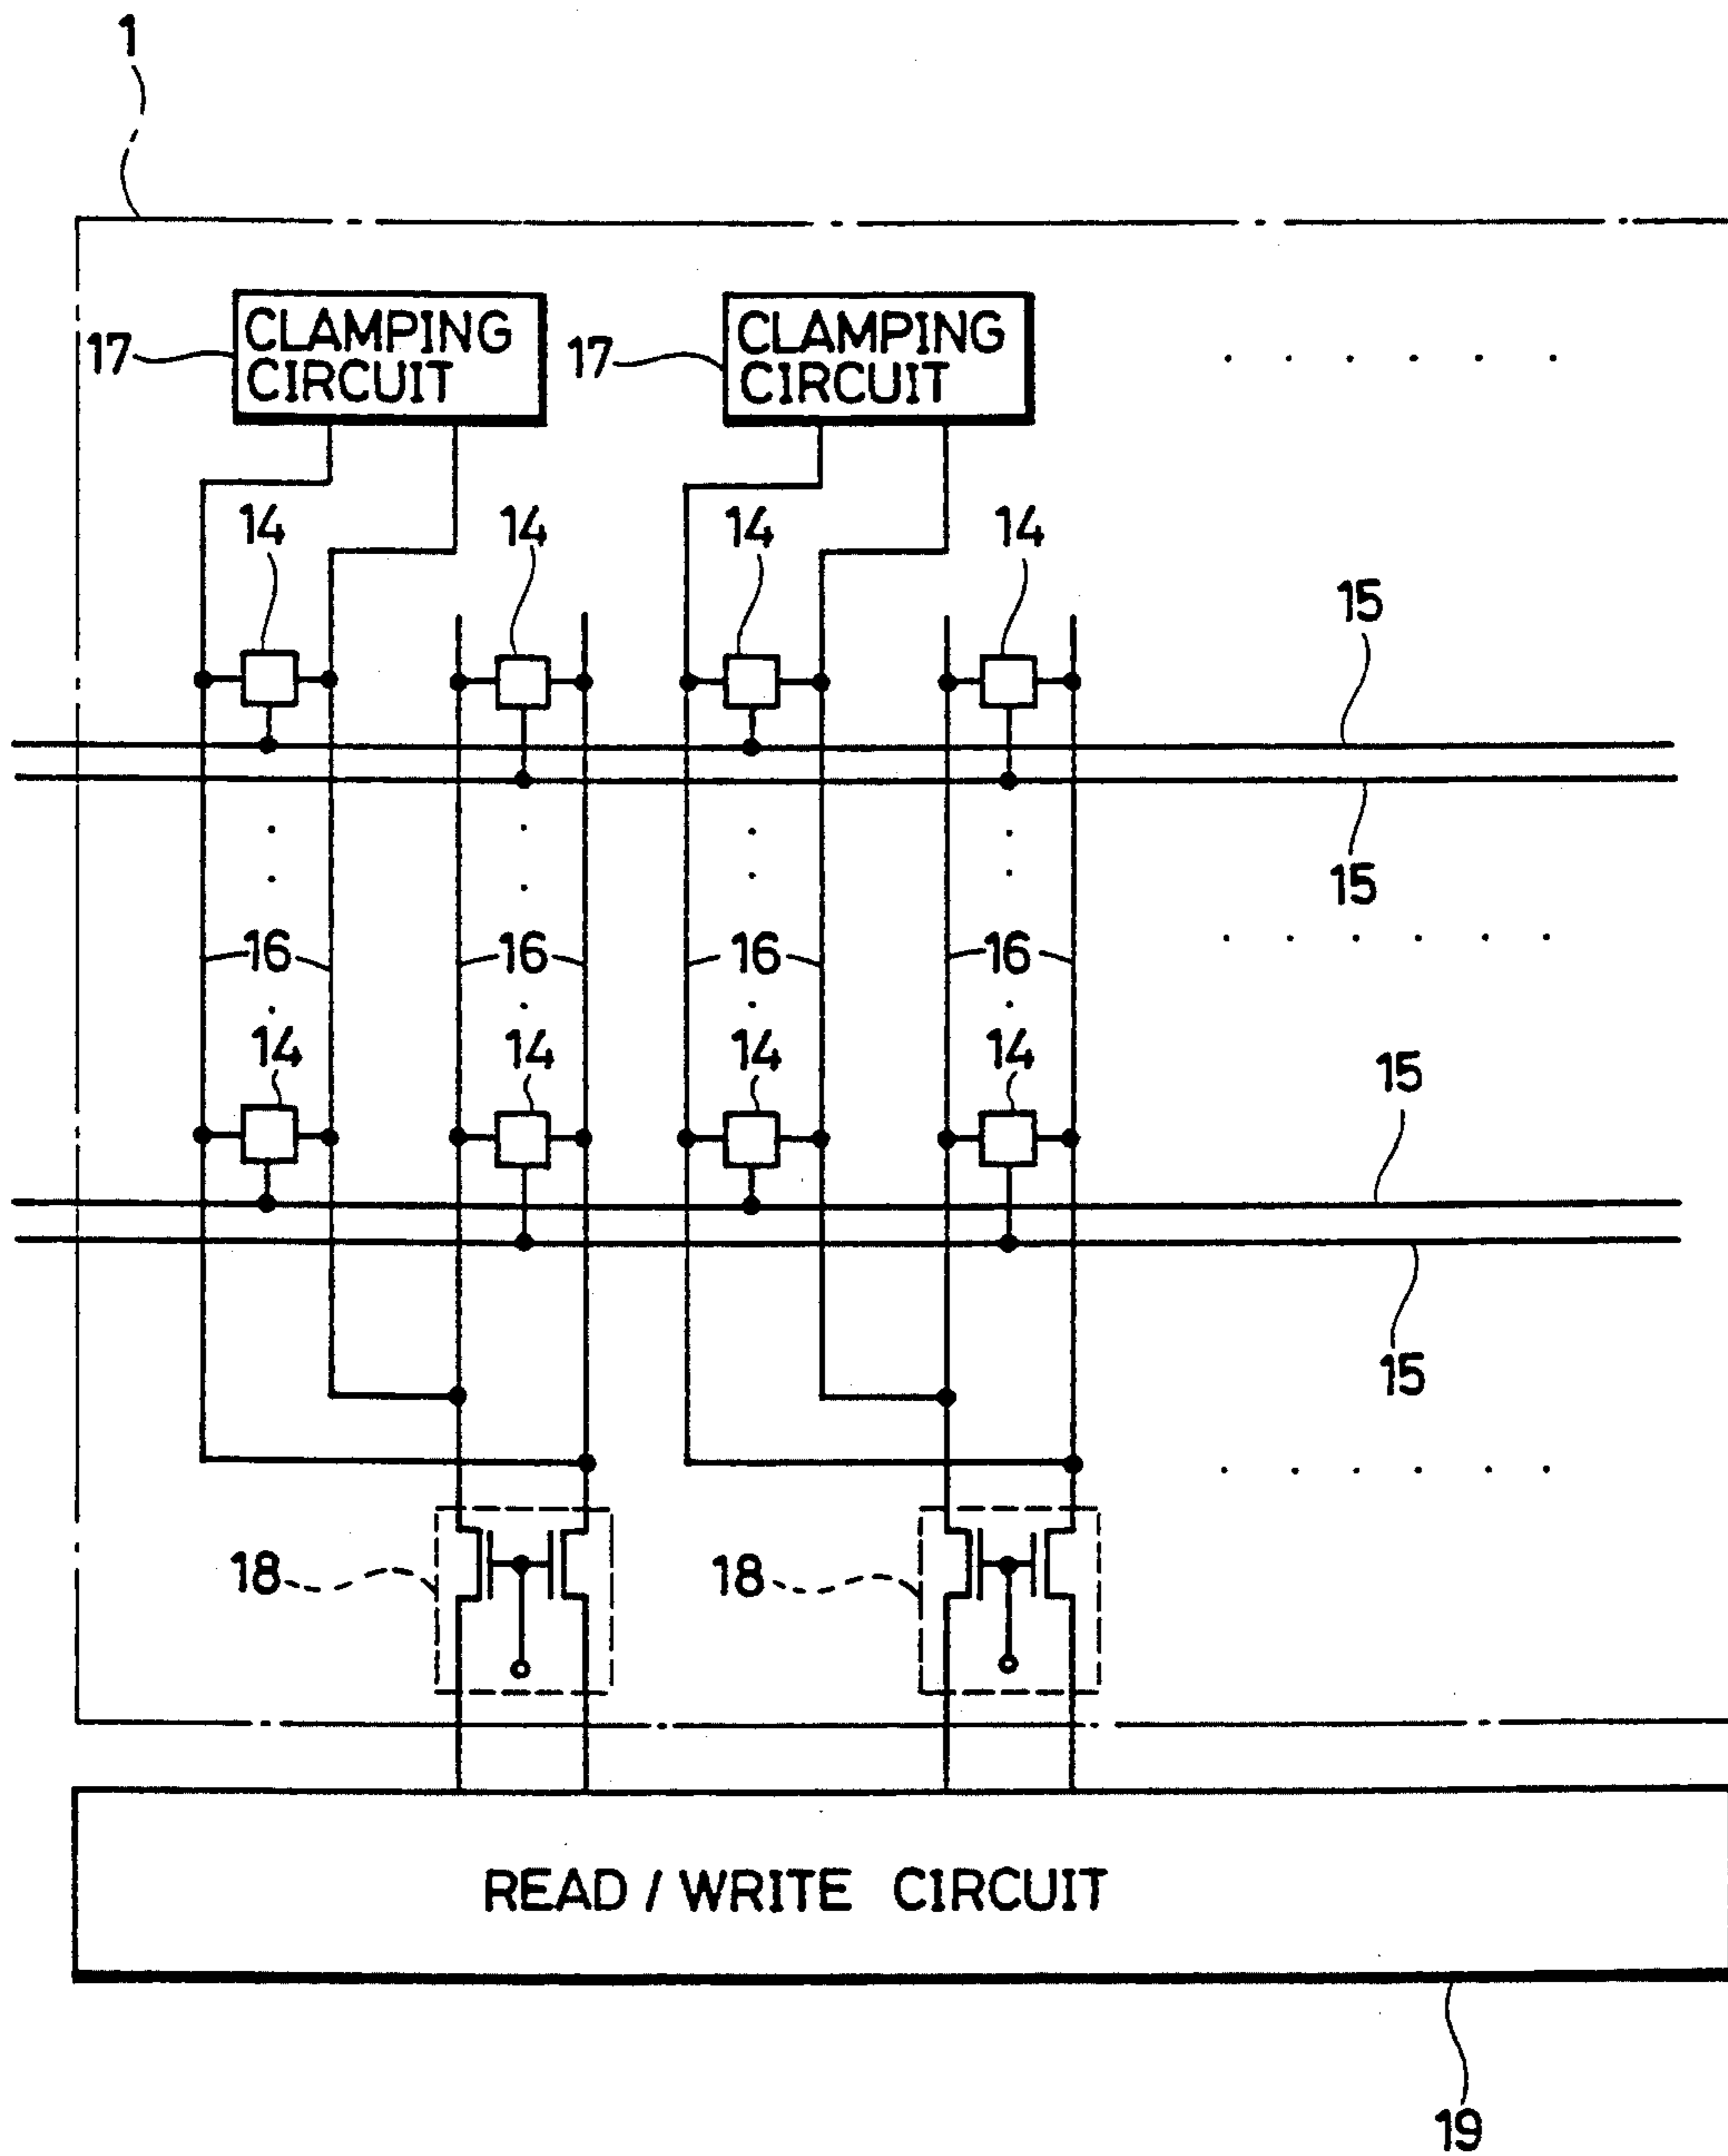 1
17 CLAMPING CIRCUIT 17 CLAMPING CIRCUIT
14 14 14 14
15
15
16 16 16 16
14 14 14 14
15
15
18 18
READ / WRITE CIRCUIT
19